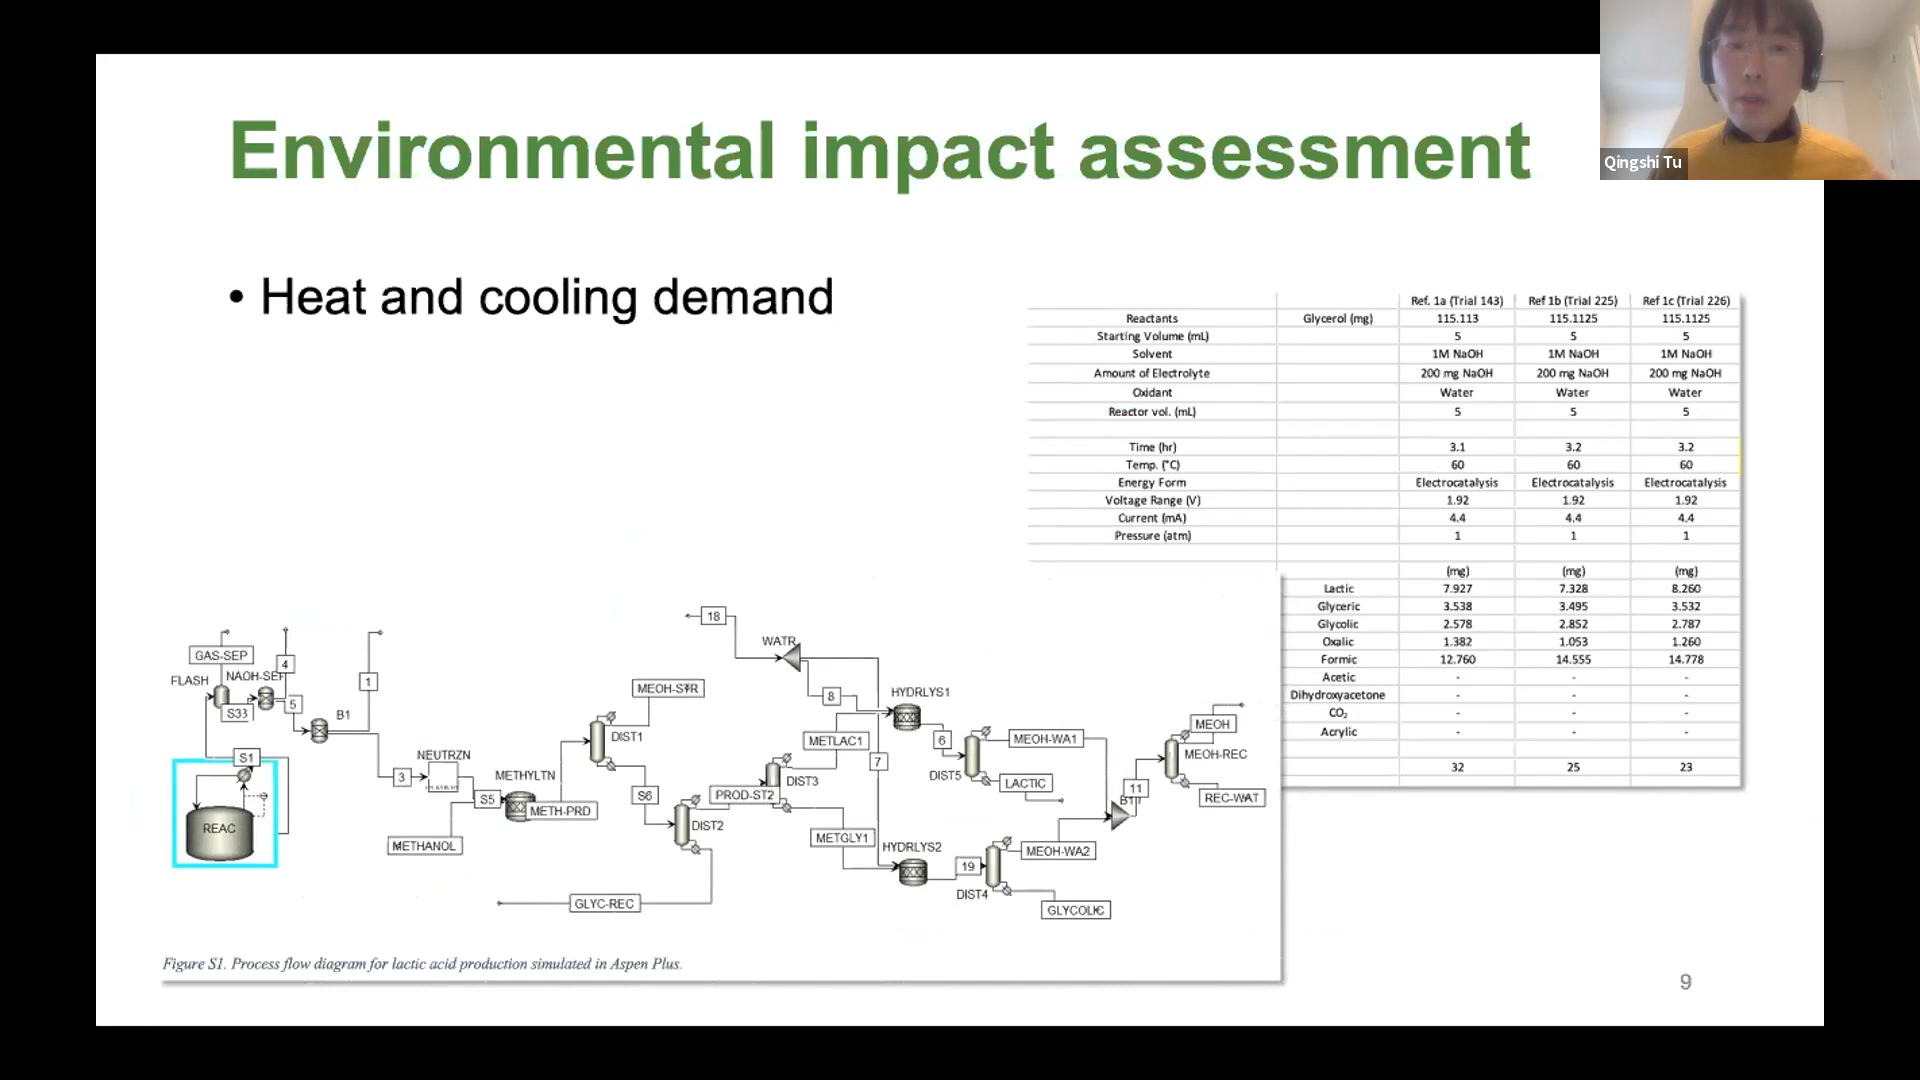 Environmental impact assessment
Qingshi Tu
• Heat and cooling demand
Ref. 1a (Trial 143) Ref 1b (Trial 225) Ref 1c (Trial 226)
Reactants Glycerol (mg) 115.113 115.1125 115.1125
Starting Volume (mL) 5 5 5
Solvent 1M NaOH 1M NaOH 1M NaOH
Amount of Electrolyte 200 mg NaOH 200 mg NaOH 200 mg NaOH
Oxidant Water Water Water
Reactor vol. (mL) 5 5 5
Time (hr) 3.1 3.2 3.2
Temp. (°C) 60 60 60
Energy Form Electrocatalysis Electrocatalysis Electrocatalysis
Voltage Range (V) 1.92 1.92 1.92
Current (mA) 4.4 4.4 4.4
Pressure (atm) 1 1 1
(mg) (mg) (mg)
Lactic 7.927 7.328 8.260
Glyceric 3.538 3.495 3.532
Glycolic 2.578 2.852 2.787
Oxalic 1.382 1.053 1.260
Formic 12.760 14.555 14.778
Acetic - - -
Dihydroxyacetone - - -
CO₂ - - -
Acrylic - - -
32 25 23
GAS-SEP
4
FLASH
NAOH-SEP
S33
5
1
B1
S1
REAC
3
NEUTRZN
METHANOL
S5
METHYLTN
METH-PRD
DIST1
MEOH-STR
S6
DIST2
GLYC-REC
PROD-ST2
DIST3
METLAC1
METGLY1
18
WATR
8
7
HYDRLYS1
6
DIST5
MEOH-WA1
LACTIC
HYDRLYS2
19
DIST4
MEOH-WA2
GLYCOLIC
11
MEOH
MEOH-REC
REC-WAT
Figure S1. Process flow diagram for lactic acid production simulated in Aspen Plus.
9